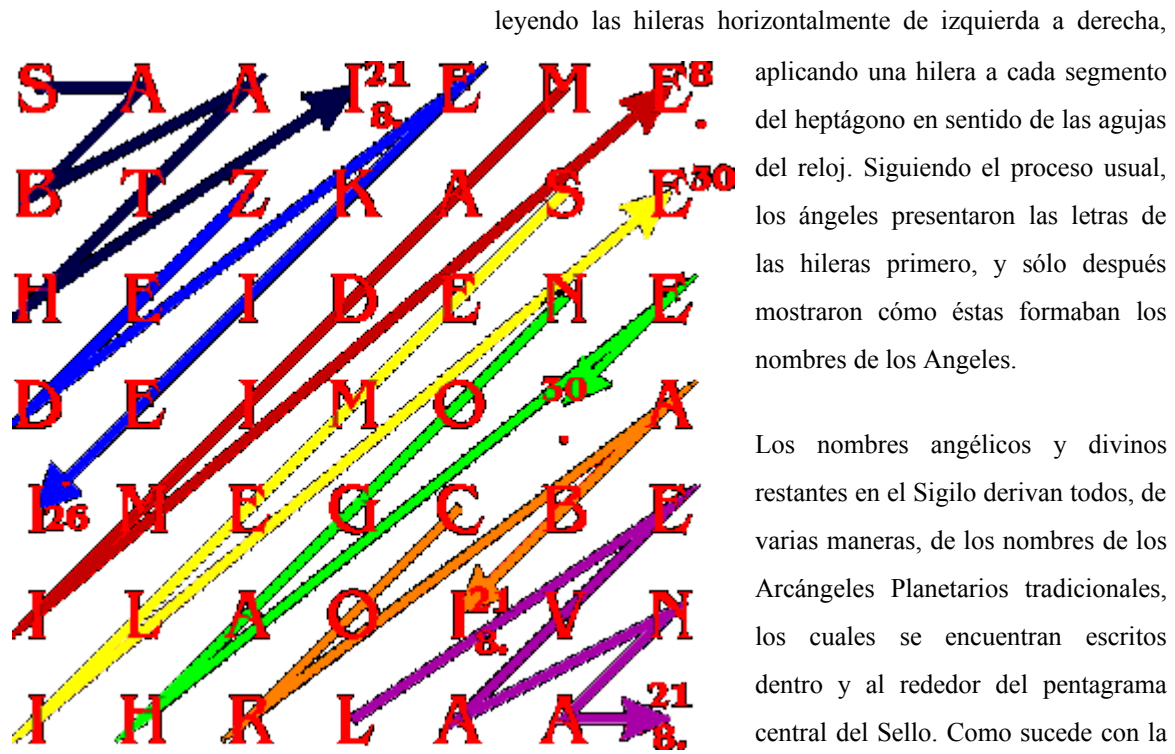 leyendo las hileras horizontalmente de izquierda a derecha,
aplicando una hilera a cada segmento
del heptágono en sentido de las agujas
del reloj. Siguiendo el proceso usual,
los ángeles presentaron las letras de
las hileras primero, y sólo después
mostraron cómo éstas formaban los
nombres de los Angeles.
Los nombres angélicos y divinos
restantes en el Sigilo derivan todos, de
varias maneras, de los nombres de los
Arcángeles Planetarios tradicionales,
los cuales se encuentran escritos
dentro y al rededor del pentagrama
central del Sello. Como sucede con la
S A A I 21 8. E M E 8.
B T Z K A S E 30
H E I D E N E
D E I M O 30. A
I 26 M E G C B E
I L A O I 21 8. V N
I H R L A A 21 8.